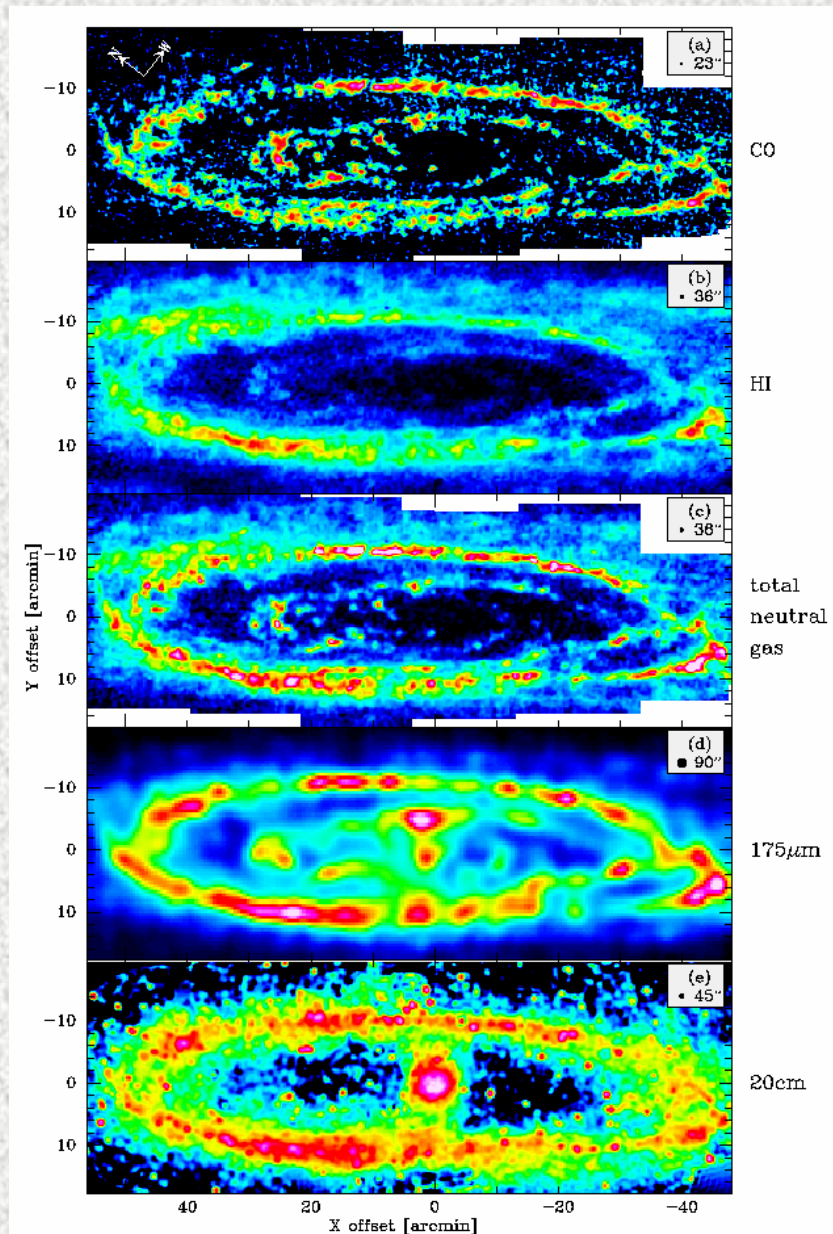 N W
(a)
23"
-10
0
10
CO
(b)
36"
-10
0
10
HI
(c)
36"
-10
0
10
total
neutral
gas
Y offset [arcmin]
(d)
90"
-10
0
10
175μm
(e)
45"
-10
0
10
20cm
40 20 0 -20 -40
X offset [arcmin]